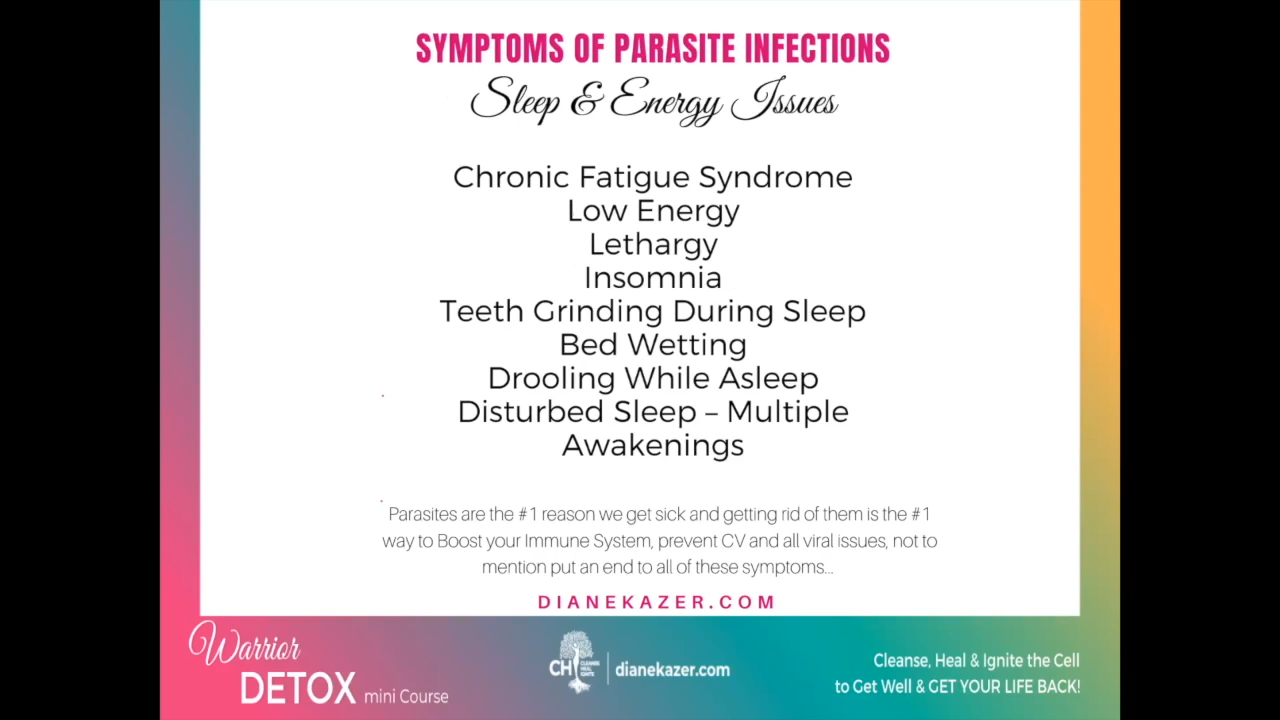 SYMPTOMS OF PARASITE INFECTIONS
Sleep & Energy Issues
Chronic Fatigue Syndrome
Low Energy
Lethargy
Insomnia
Teeth Grinding During Sleep
Bed Wetting
Drooling While Asleep
Disturbed Sleep – Multiple
Awakenings
Parasites are the #1 reason we get sick and getting rid of them is the #1
way to Boost your Immune System, prevent CV and all viral issues, not to
mention put an end to all of these symptoms...
DIANEKAZER.COM
Warrior
DETOX mini Course
CHI CLEANSE
HEAL
IGNITE
dianekazer.com
Cleanse, Heal & Ignite the Cell
to Get Well & GET YOUR LIFE BACK!